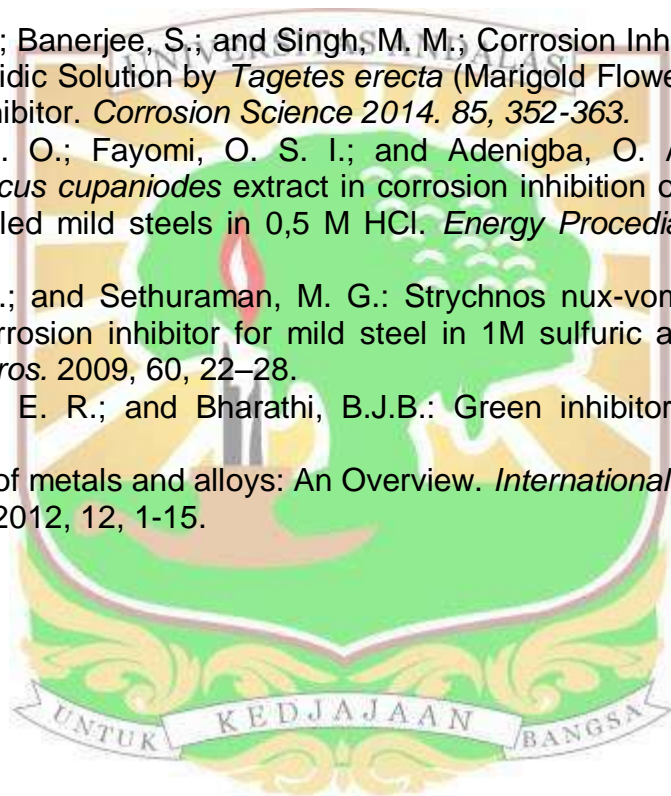 ; Banerjee, S.; and Singh, M. M.; Corrosion Inh
UNIVERSITAS ANDALAS
idic Solution by Tagetes erecta (Marigold Flowe
hibitor. Corrosion Science 2014. 85, 352-363.
. O.; Fayomi, O. S. I.; and Adenigba, O. A
cus cupaniodes extract in corrosion inhibition o
led mild steels in 0,5 M HCl. Energy Procedia
.; and Sethuraman, M. G.: Strychnos nux-vom
rrosion inhibitor for mild steel in 1M sulfuric a
ros. 2009, 60, 22–28.
E. R.; and Bharathi, B.J.B.: Green inhibitor
of metals and alloys: An Overview. International
2012, 12, 1-15.
UNTUK KEDJAJAAN BANGSA